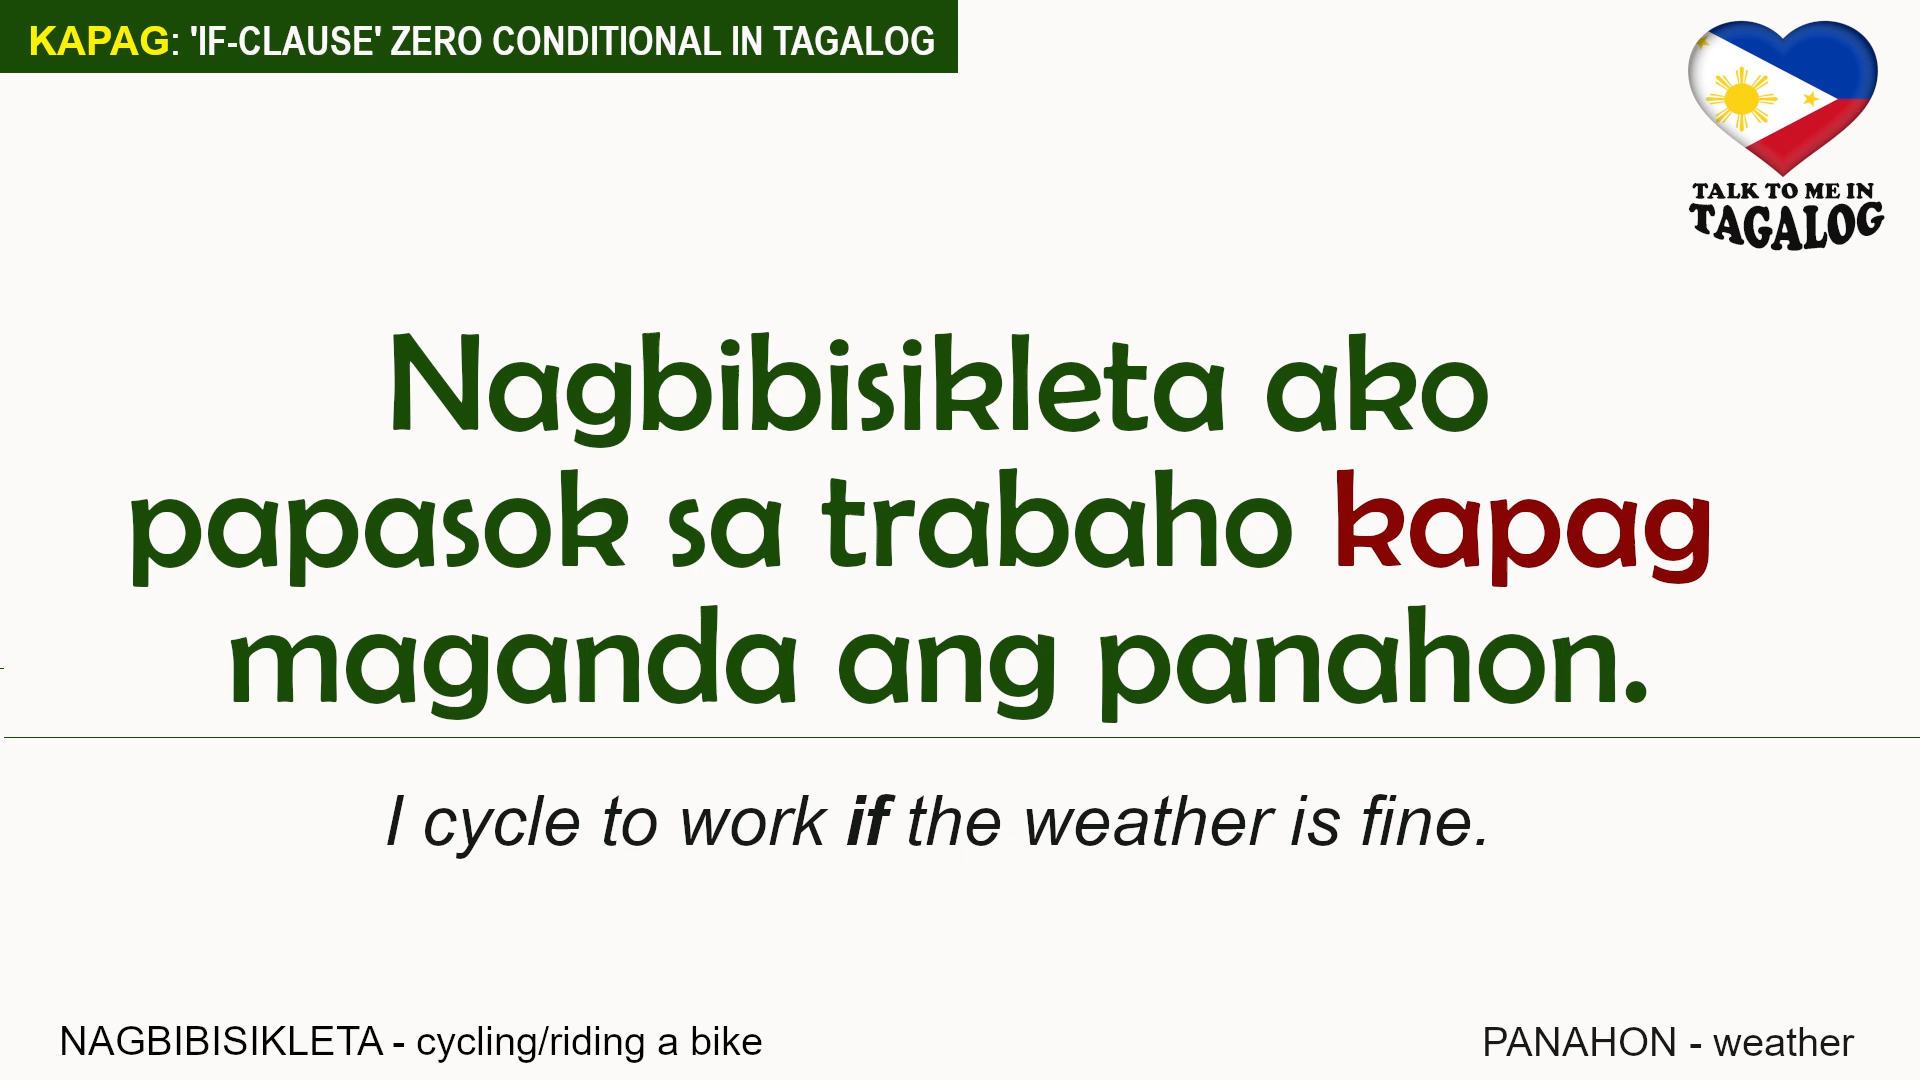 KAPAG: 'IF-CLAUSE' ZERO CONDITIONAL IN TAGALOG
TALK TO ME IN
TAGALOG
Nagbibisikleta ako
papasok sa trabaho kapag
maganda ang panahon.
I cycle to work if the weather is fine.
NAGBIBISIKLETA - cycling/riding a bike
PANAHON - weather